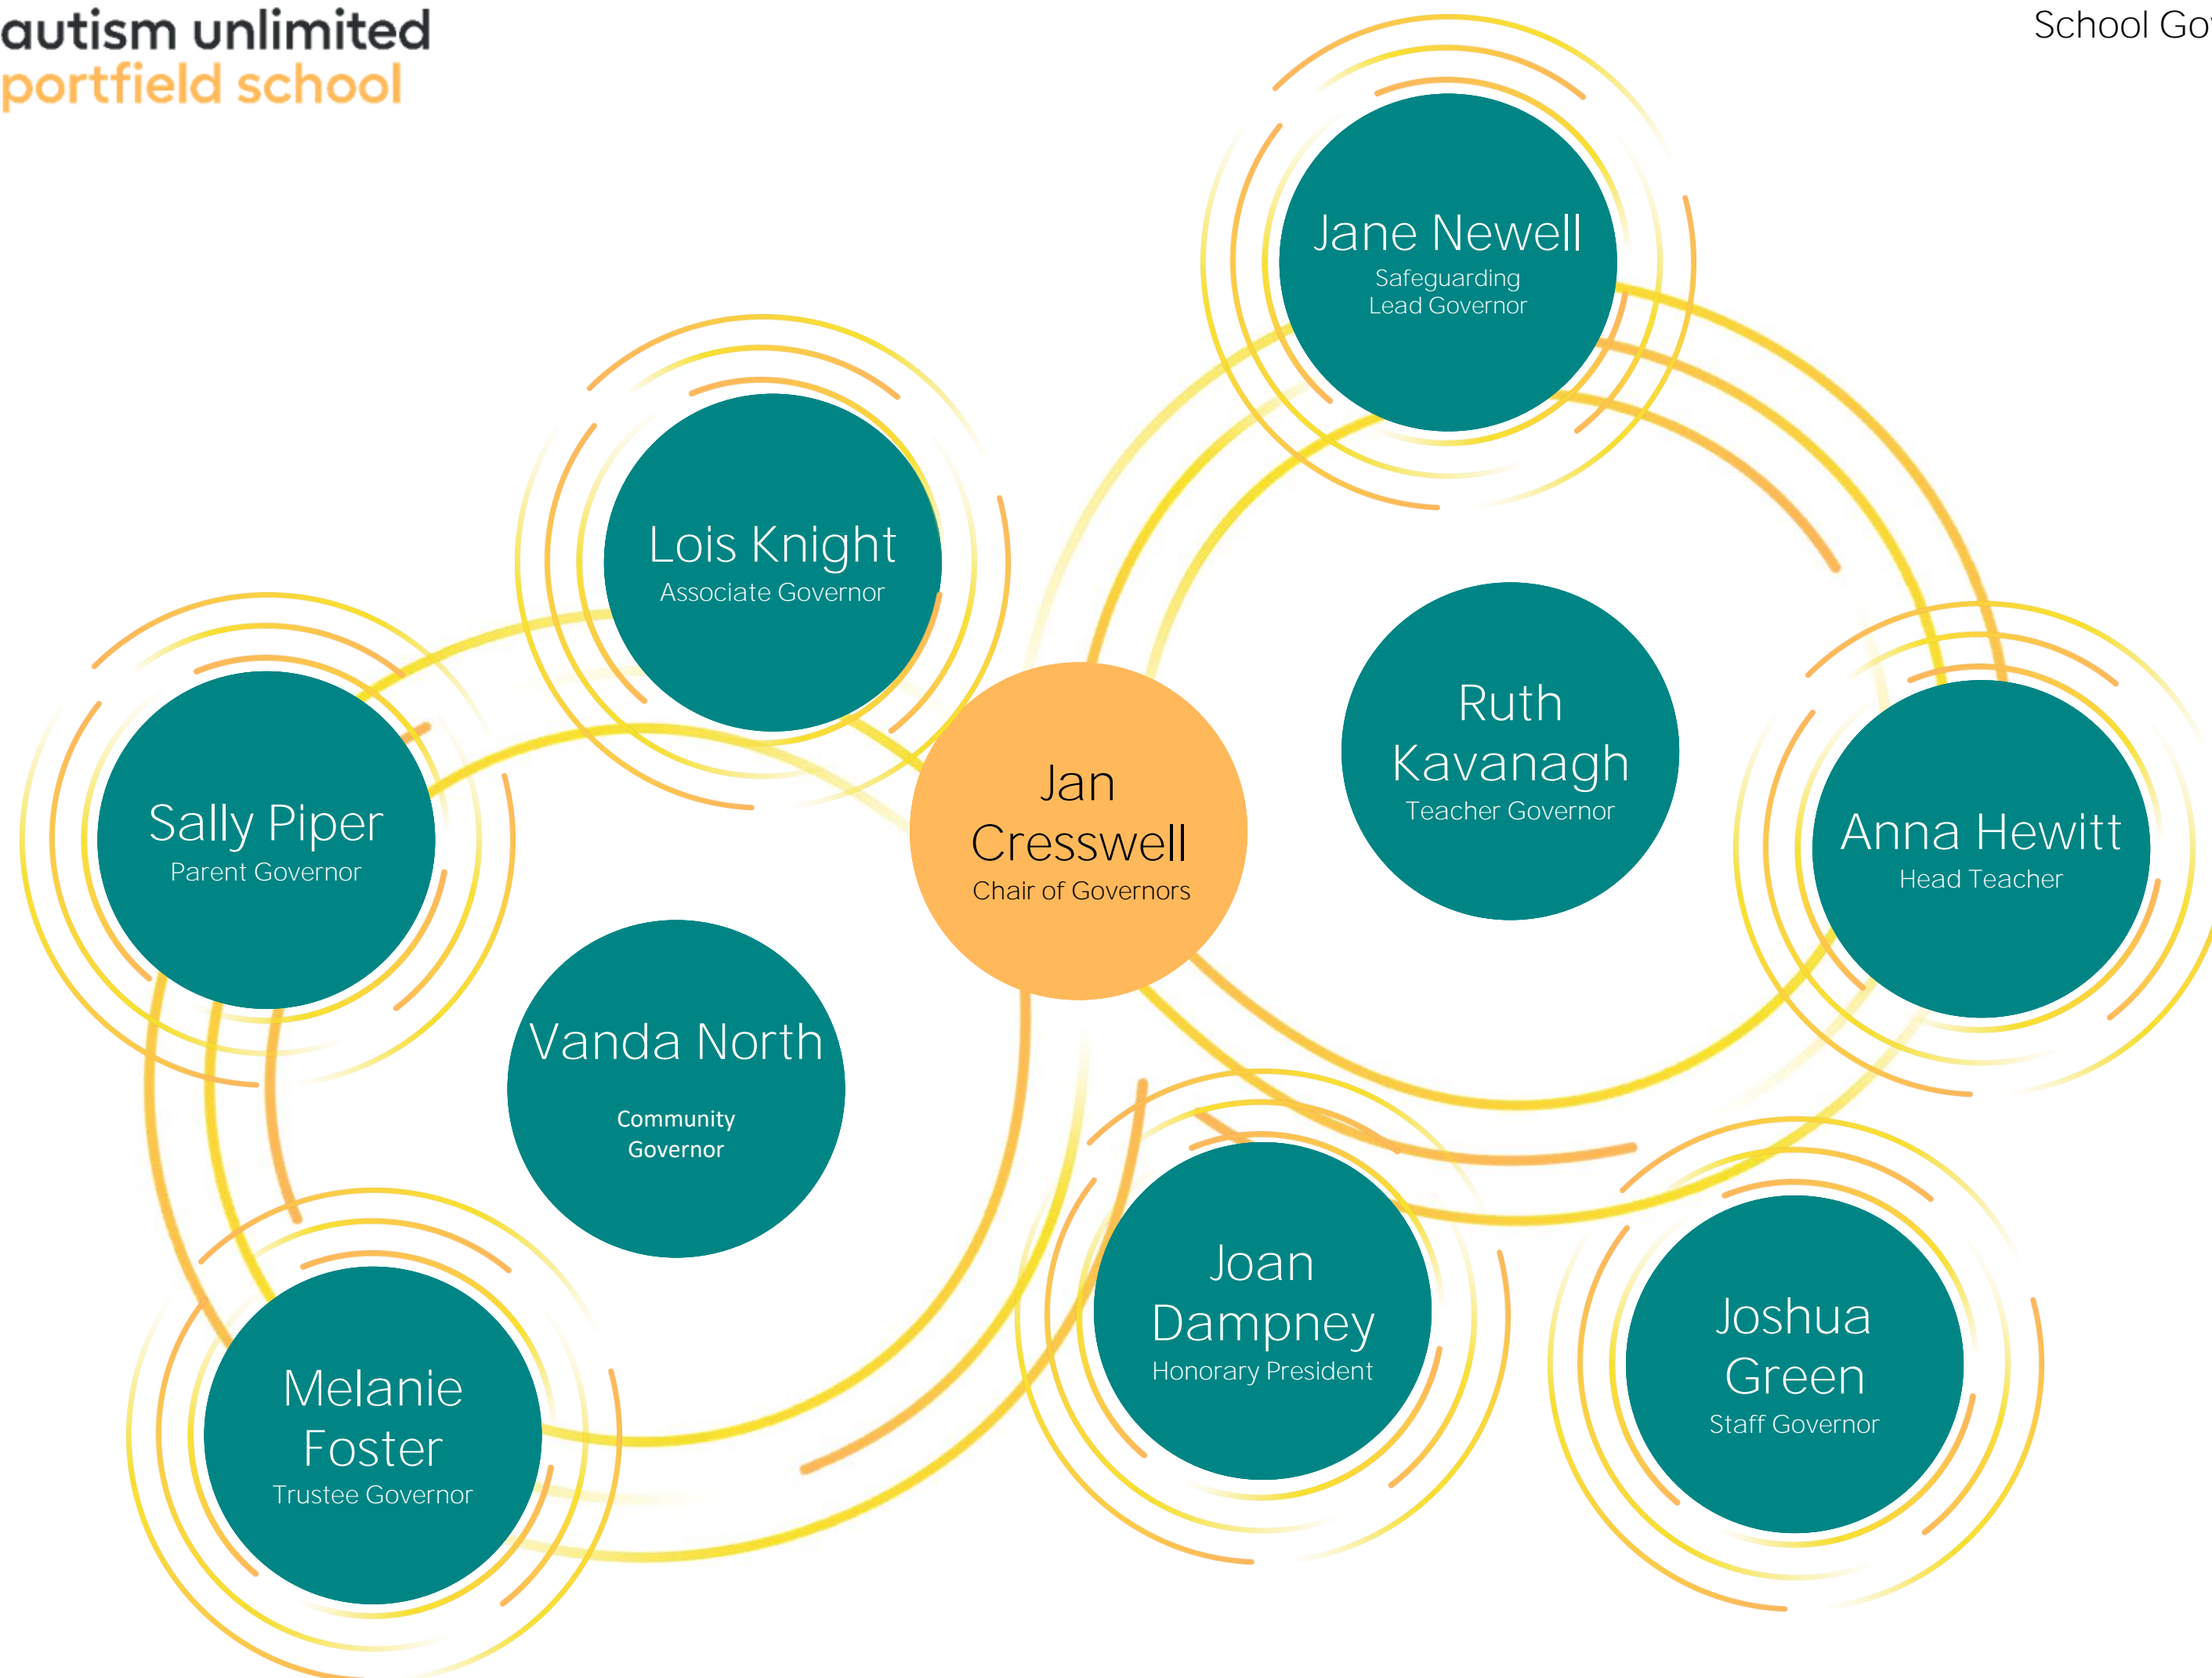 autism unlimited
portfield school
School Go
Jane Newell
Safeguarding
Lead Governor
Lois Knight
Associate Governor
Ruth
Kavanagh
Teacher Governor
Jan
Cresswell
Chair of Governors
Sally Piper
Parent Governor
Anna Hewitt
Head Teacher
Vanda North
Community
Governor
Joan
Dampney
Honorary President
Joshua
Green
Staff Governor
Melanie
Foster
Trustee Governor